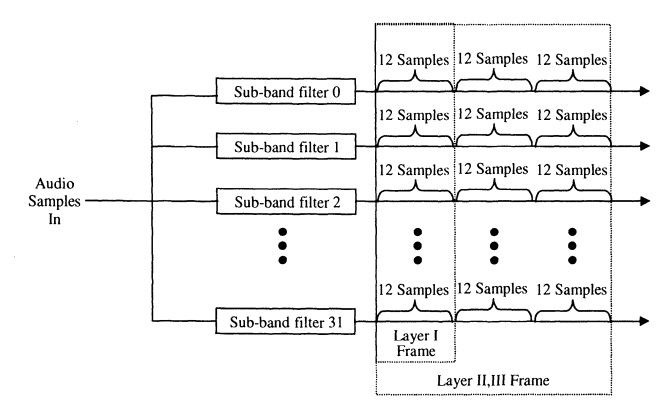 12 Samples 12 Samples 12 Samples
Sub-band filter 0
12 Samples 12 Samples 12 Samples
Sub-band filter 1
12 Samples 12 Samples 12 Samples
Audio
Samples
In
Sub-band filter 2
12 Samples 12 Samples 12 Samples
Sub-band filter 31
Layer I
Frame
Layer II,III Frame